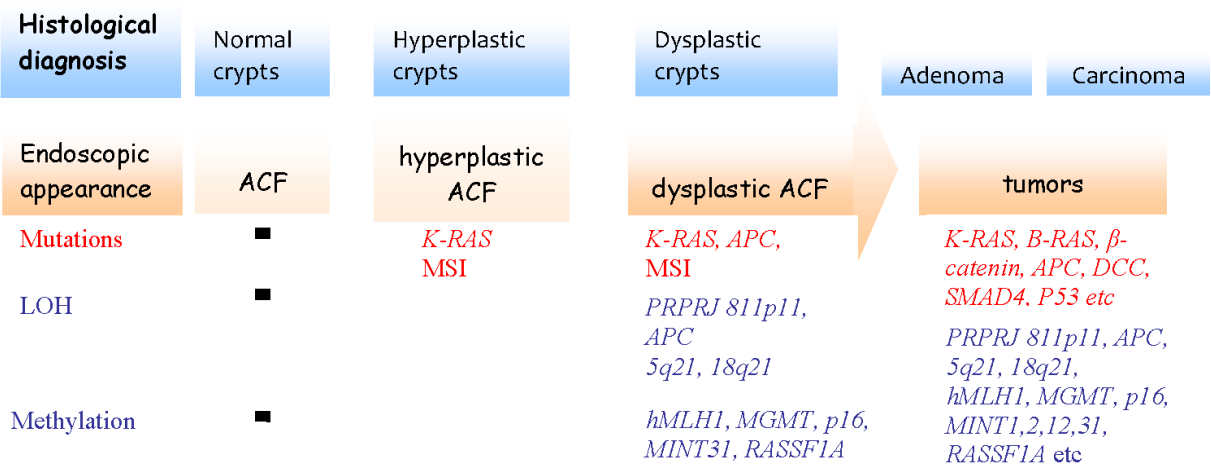 Histological
diagnosis
Normal
crypts
Hyperplastic
crypts
Dysplastic
crypts
Adenoma
Carcinoma
Endoscopic
appearance
ACF
hyperplastic
ACF
dysplastic ACF
tumors
Mutations
K-RAS
MSI
K-RAS, APC,
MSI
K-RAS, B-RAS, β-
catenin, APC, DCC,
SMAD4, P53 etc
LOH
PRPRJ 811p11,
APC
5q21, 18q21
PRPRJ 811p11, APC,
5q21, 18q21,
hMLH1, MGMT, p16,
MINT1,2,12,31,
RASSF1A etc
Methylation
hMLH1, MGMT, p16,
MINT31, RASSF1A